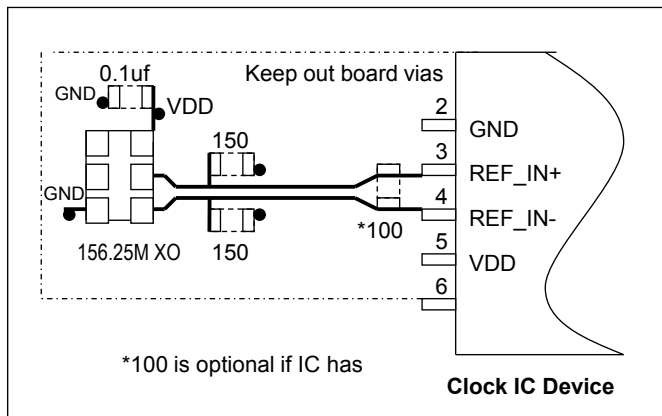 0.1uf
Keep out board vias
GND
VDD
2
GND
150
3
REF_IN+
GND
4
REF_IN-
*100
156.25M XO
150
5
VDD
6
*100 is optional if IC has
Clock IC Device